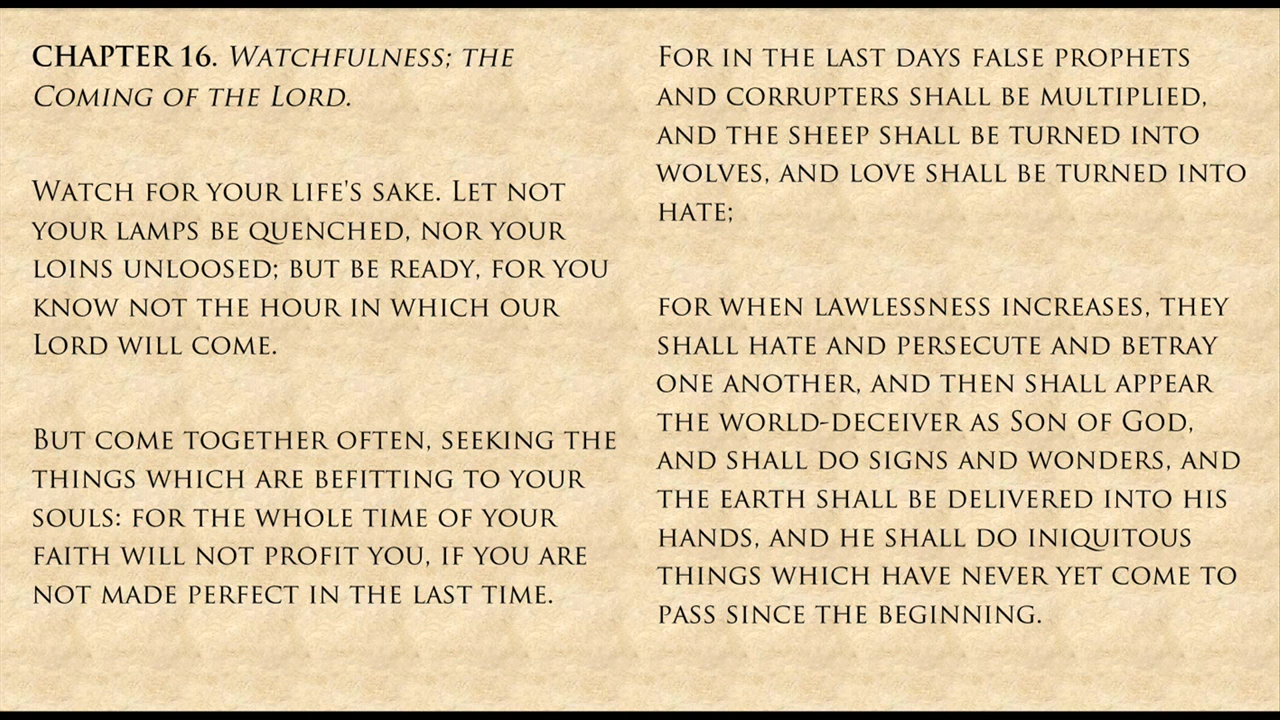 CHAPTER 16. WATCHFULNESS; THE
COMING OF THE LORD.
WATCH FOR YOUR LIFE'S SAKE. LET NOT
YOUR LAMPS BE QUENCHED, NOR YOUR
LOINS UNLOOSED; BUT BE READY, FOR YOU
KNOW NOT THE HOUR IN WHICH OUR
LORD WILL COME.
BUT COME TOGETHER OFTEN, SEEKING THE
THINGS WHICH ARE BEFITTING TO YOUR
SOULS: FOR THE WHOLE TIME OF YOUR
FAITH WILL NOT PROFIT YOU, IF YOU ARE
NOT MADE PERFECT IN THE LAST TIME.
FOR IN THE LAST DAYS FALSE PROPHETS
AND CORRUPTERS SHALL BE MULTIPLIED,
AND THE SHEEP SHALL BE TURNED INTO
WOLVES, AND LOVE SHALL BE TURNED INTO
HATE;
FOR WHEN LAWLESSNESS INCREASES, THEY
SHALL HATE AND PERSECUTE AND BETRAY
ONE ANOTHER, AND THEN SHALL APPEAR
THE WORLD-DECEIVER AS SON OF GOD,
AND SHALL DO SIGNS AND WONDERS, AND
THE EARTH SHALL BE DELIVERED INTO HIS
HANDS, AND HE SHALL DO INIQUITOUS
THINGS WHICH HAVE NEVER YET COME TO
PASS SINCE THE BEGINNING.